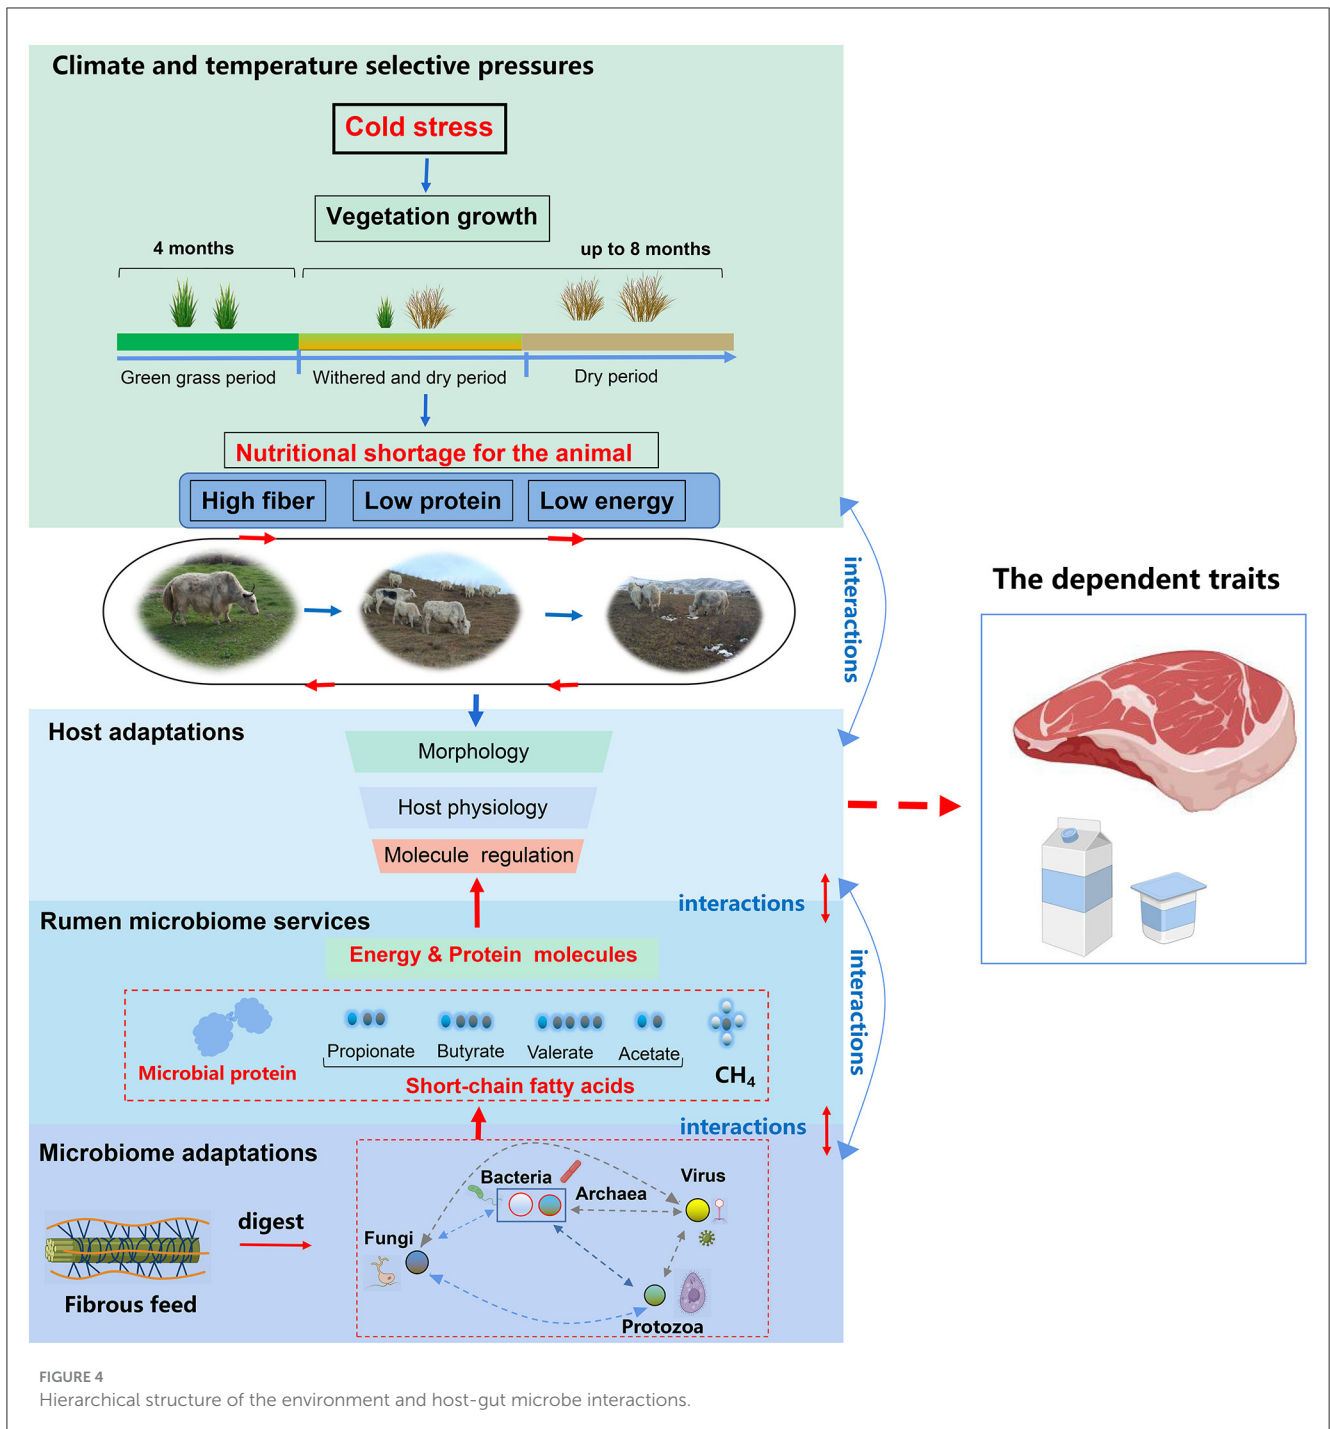 Climate and temperature selective pressures
Cold stress
Vegetation growth
4 months
up to 8 months
Green grass period
Withered and dry period
Dry period
Nutritional shortage for the animal
High fiber
Low protein
Low energy
interactions
The dependent traits
Host adaptations
Morphology
Host physiology
Molecule regulation
interactions
Rumen microbiome services
Energy & Protein molecules
interactions
Propionate
Butyrate
Valerate
Acetate
Microbial protein
Short-chain fatty acids
CH4
interactions
Microbiome adaptations
Bacteria
Archaea
Virus
digest
Fungi
Fibrous feed
Protozoa
FIGURE 4
Hierarchical structure of the environment and host-gut microbe interactions.